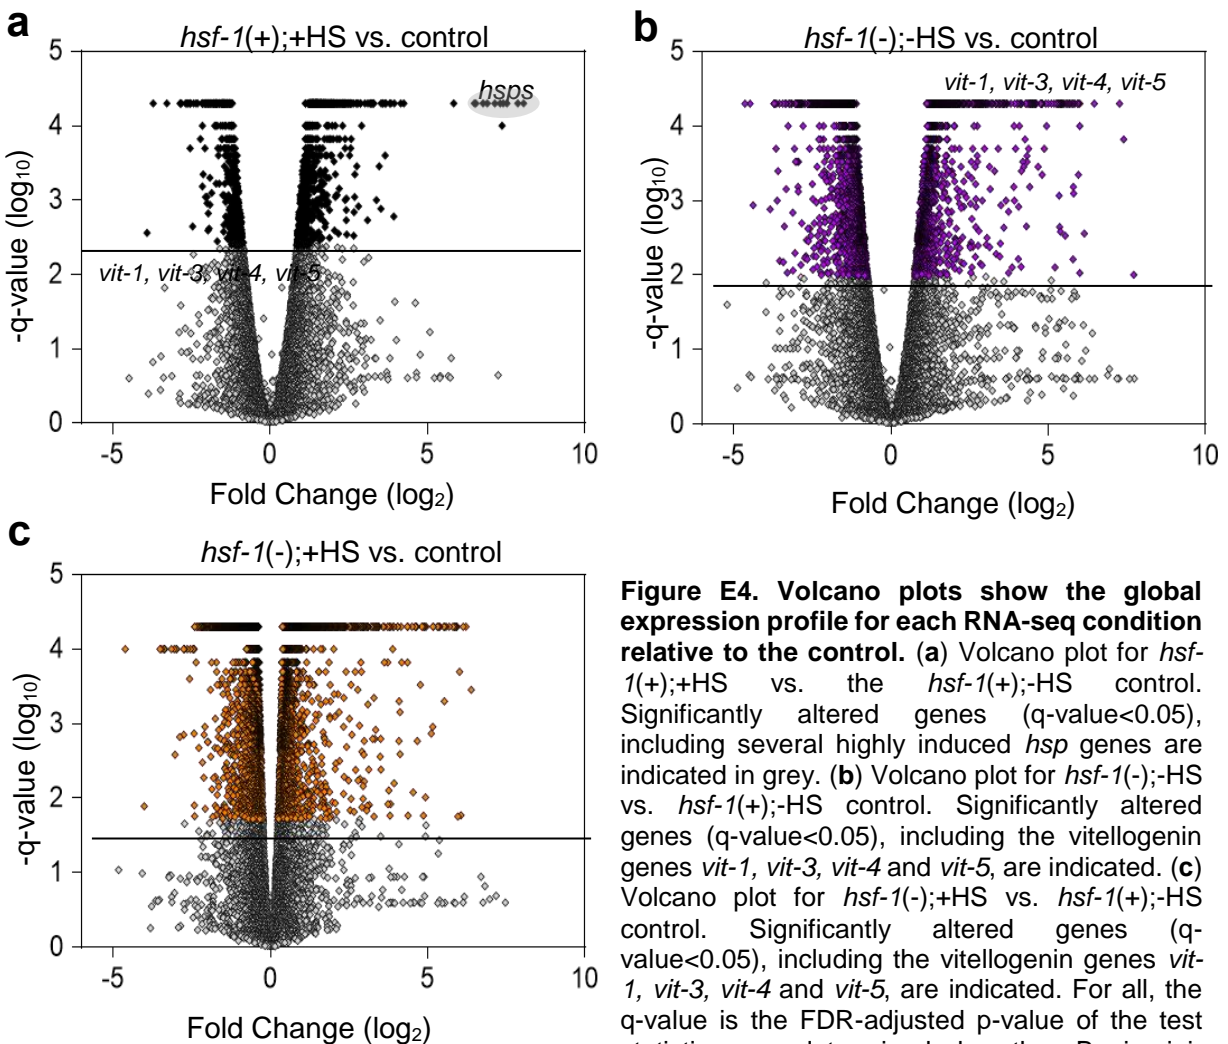 a
hsf-1(+);+HS vs. control
5
4
3
2
1
0
-q-value (log10)
hsps
vit-1, vit-3, vit-4, vit-5
-5
0
5
10
Fold Change (log2)
b
hsf-1(-);-HS vs. control
5
4
3
2
1
0
-q-value (log10)
vit-1, vit-3, vit-4, vit-5
-5
0
5
10
Fold Change (log2)
c
hsf-1(-);+HS vs. control
5
4
3
2
1
0
-q-value (log10)
-5
0
5
10
Fold Change (log2)
Figure E4. Volcano plots show the global
expression profile for each RNA-seq condition
relative to the control. (a) Volcano plot for hsf-
1(+);+HS vs. the hsf-1(+);-HS control.
Significantly altered genes (q-value<0.05),
including several highly induced hsp genes are
indicated in grey. (b) Volcano plot for hsf-1(-);-HS
vs. hsf-1(+);-HS control. Significantly altered
genes (q-value<0.05), including the vitellogenin
genes vit-1, vit-3, vit-4 and vit-5, are indicated. (c)
Volcano plot for hsf-1(-);+HS vs. hsf-1(+);-HS
control. Significantly altered genes (q-
value<0.05), including the vitellogenin genes vit-
1, vit-3, vit-4 and vit-5, are indicated. For all, the
q-value is the FDR-adjusted p-value of the test